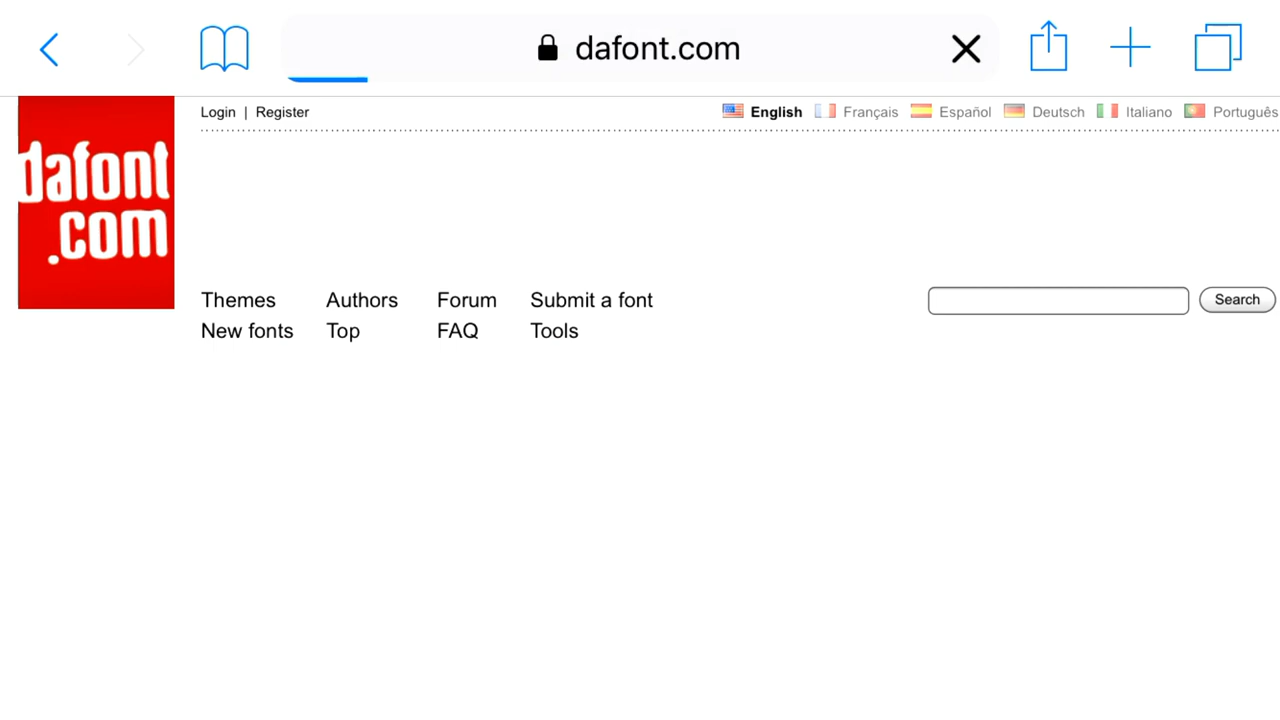 dafont.com
dafont
.com
Login | Register
English Français Español Deutsch Italiano Português
Themes Authors Forum Submit a font
Search
New fonts Top FAQ Tools